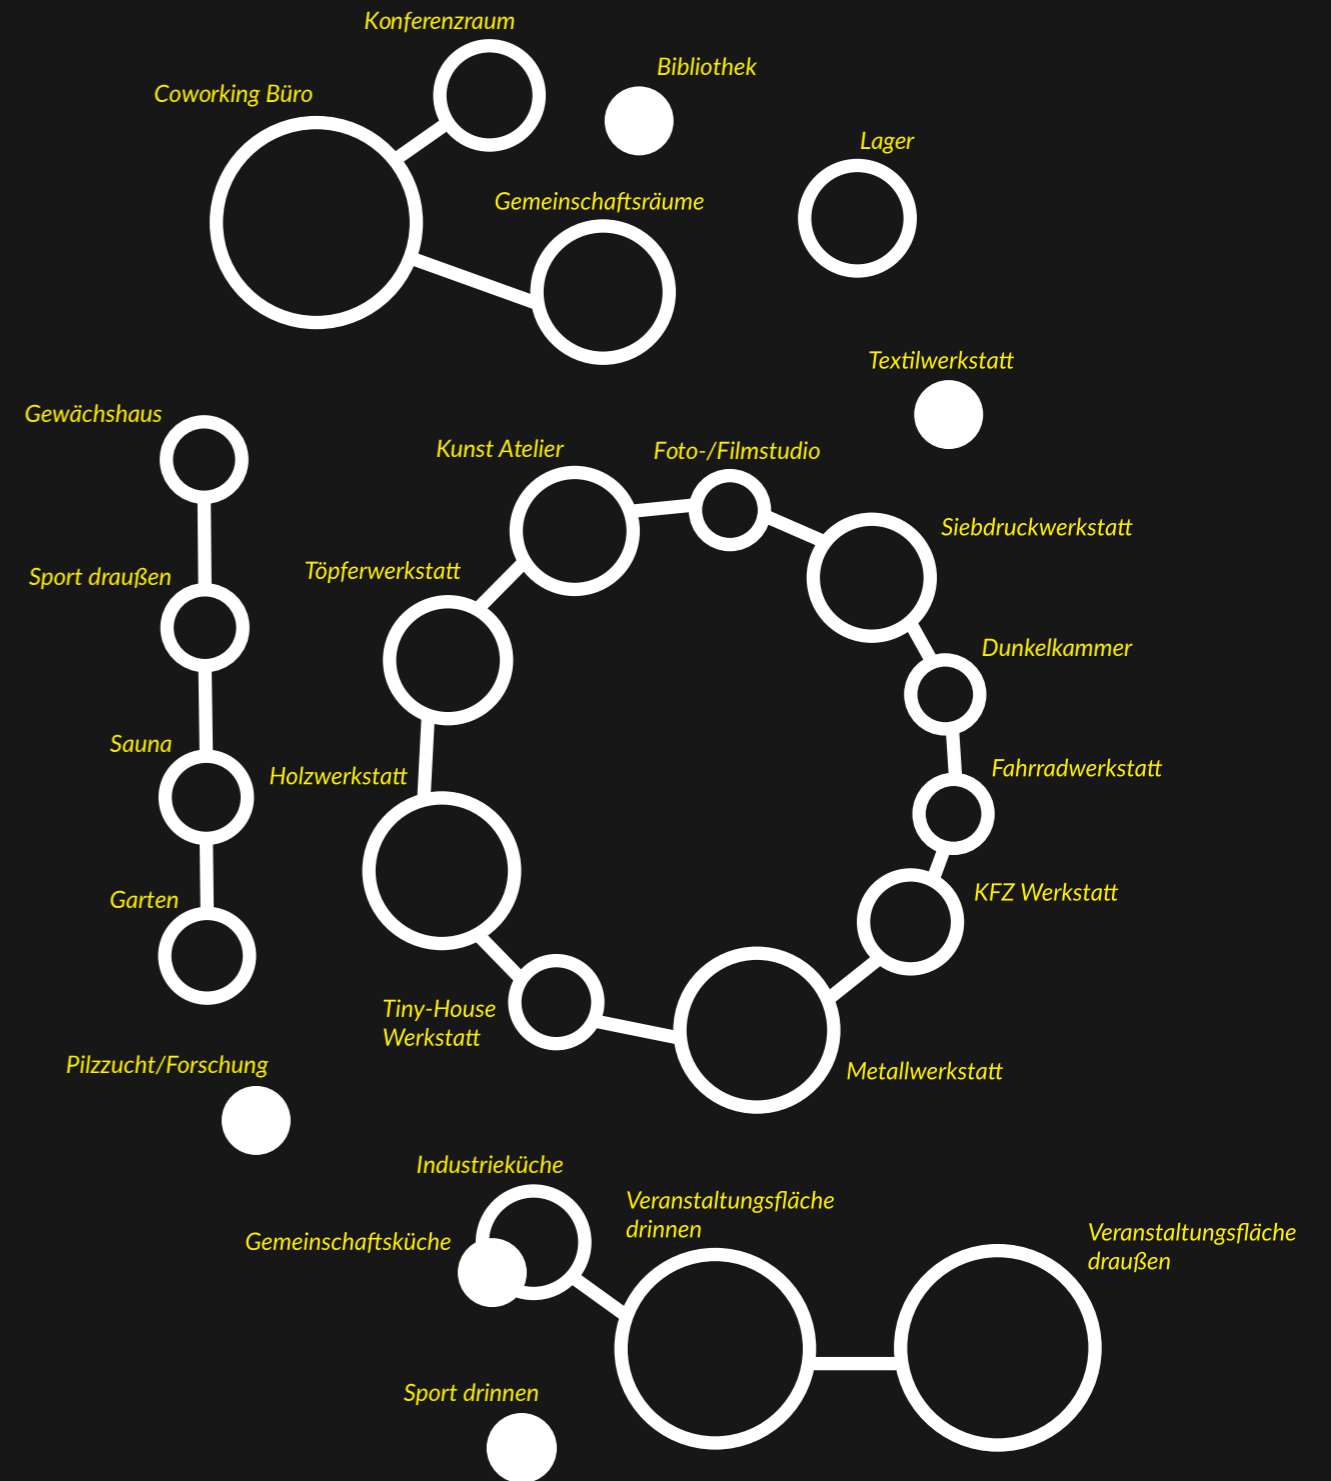 Konferenzraum
Bibliothek
Coworking Büro
Lager
Gemeinschaftsräume
Textilwerkstatt
Gewächshaus
Kunst Atelier
Foto-/Filmstudio
Siebdruckwerkstatt
Töpferwerkstatt
Sport draußen
Dunkelkammer
Sauna
Holzwerkstatt
Fahrradwerkstatt
Garten
KFZ Werkstatt
Tiny-House
Werkstatt
Metallwerkstatt
Pilzzucht/Forschung
Industrieküche
Veranstaltungsfläche
drinnen
Gemeinschaftsküche
Veranstaltungsfläche
draußen
Sport drinnen